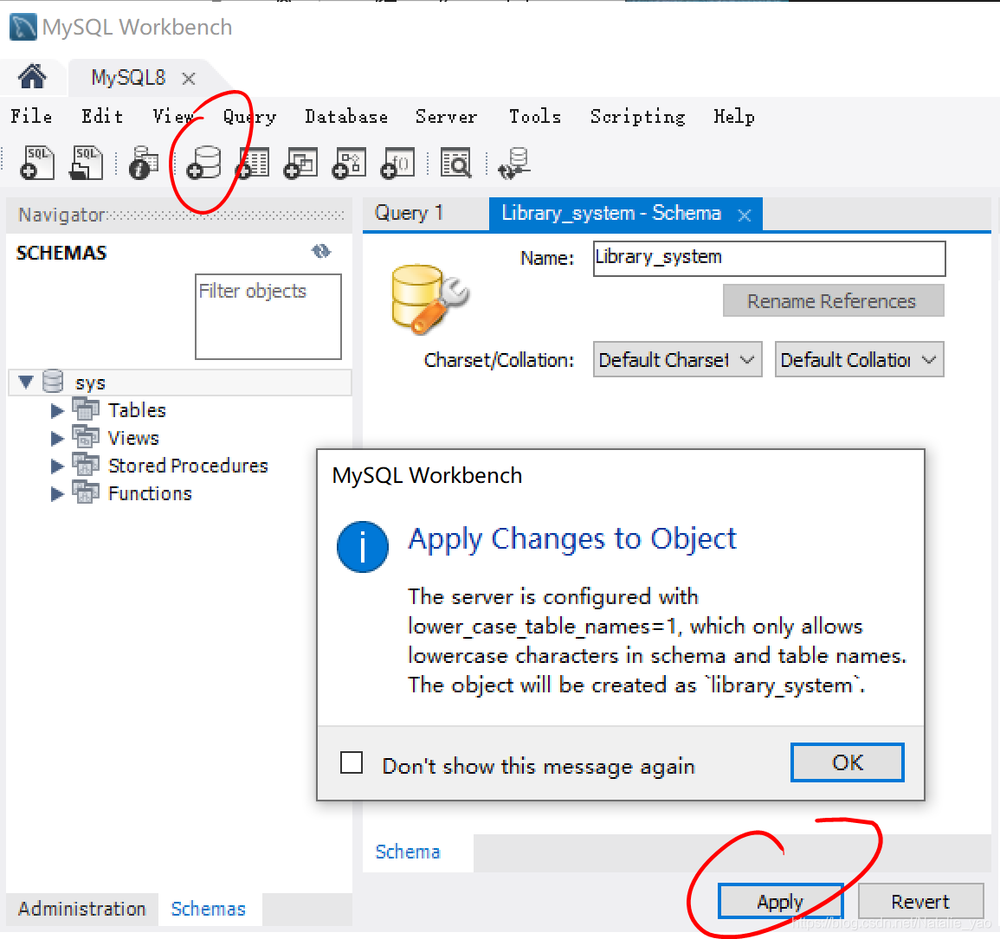 MySQL Workbench
MySQL8
File Edit View Query Database Server Tools Scripting Help
SQL SQL f()
Navigator
SCHEMAS
Filter objects
sys
Tables
Views
Stored Procedures
Functions
Administration Schemas
Query 1 Library_system - Schema
Name: Library_system
Rename References
Charset/Collation: Default Charset Default Collation
MySQL Workbench
Apply Changes to Object
The server is configured with
lower_case_table_names=1, which only allows
lowercase characters in schema and table names.
The object will be created as `library_system`.
Don't show this message again OK
Schema
Apply Revert
https://blog.csdn.net/Natalie_yao